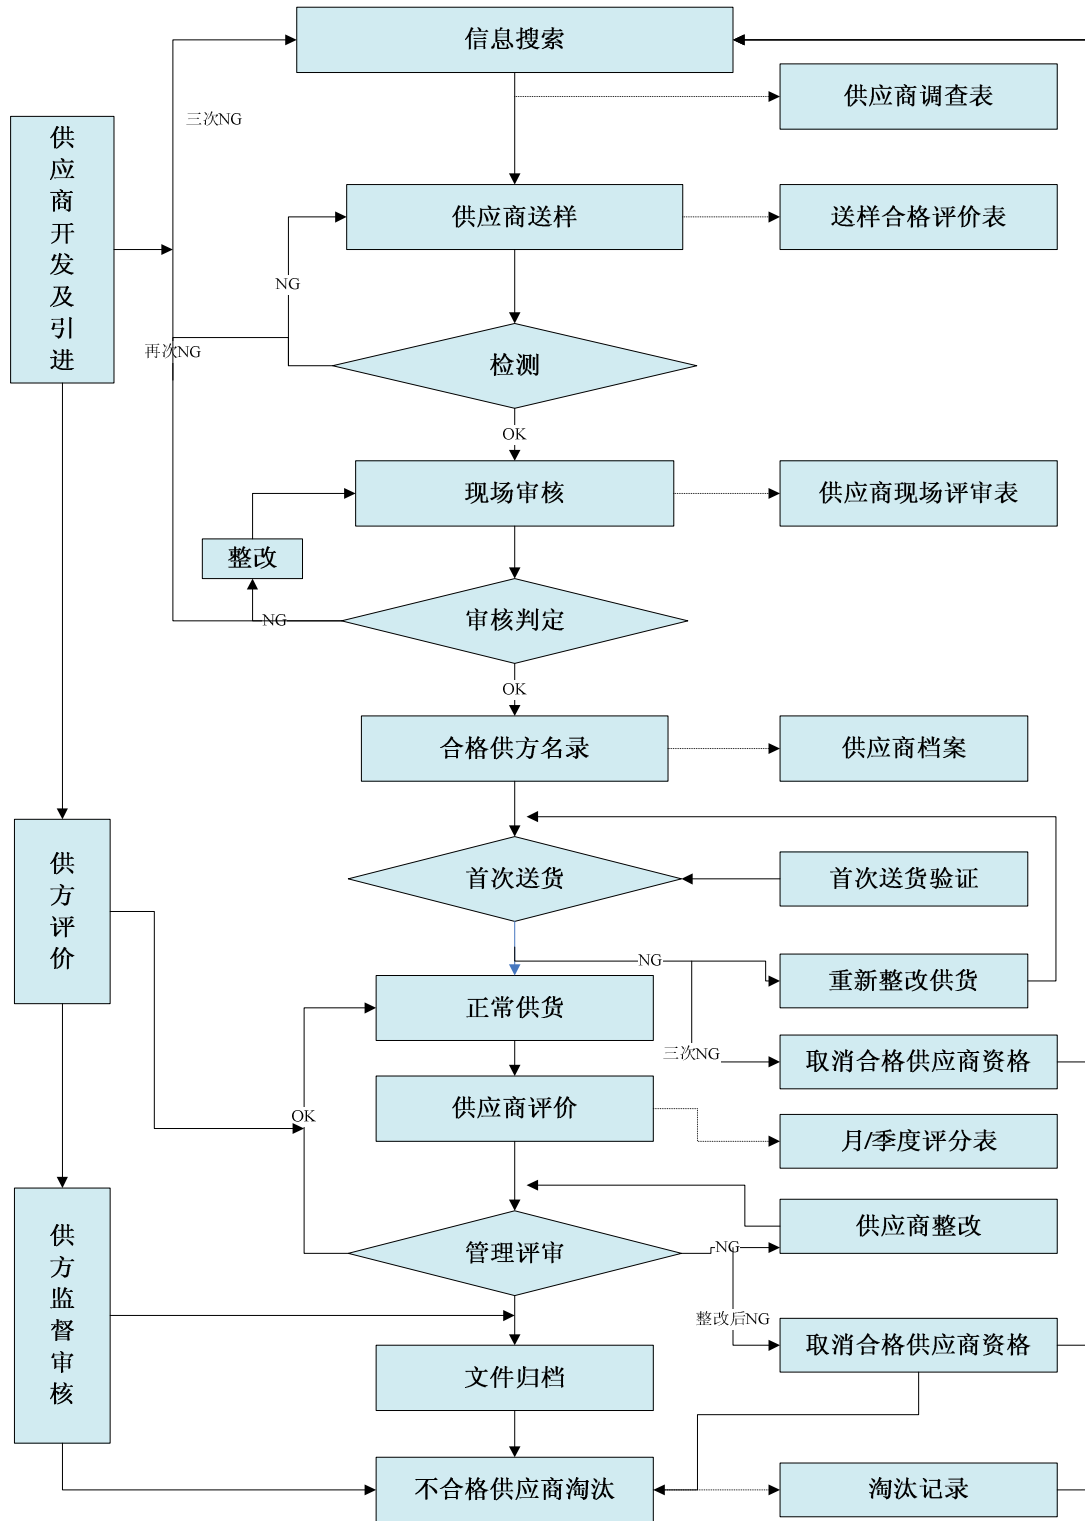 信息搜索
供应商调查表
三次NG
供应商开发及引进
供应商送样
送样合格评价表
NG
再次NG
检测
OK
现场审核
供应商现场评审表
整改
审核判定
NG
OK
合格供方名录
供应商档案
供方评价
首次送货
首次送货验证
NG
重新整改供货
正常供货
三次NG
取消合格供应商资格
供应商评价
OK
月/季度评分表
供方监督审核
供应商整改
管理评审
NG
整改后NG
取消合格供应商资格
文件归档
不合格供应商淘汰
淘汰记录